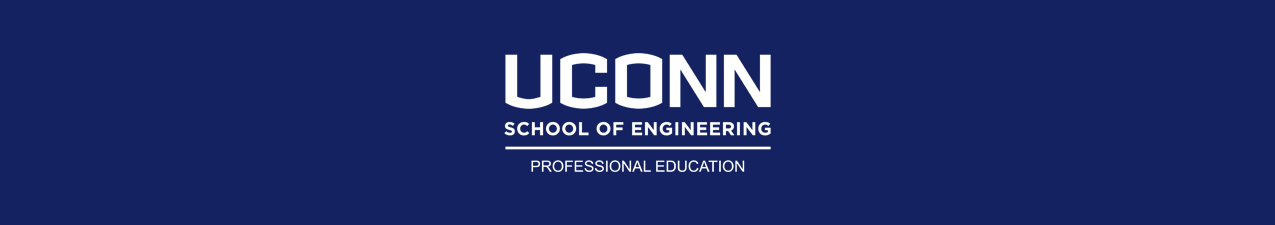 UCONN
SCHOOL OF ENGINEERING
PROFESSIONAL EDUCATION